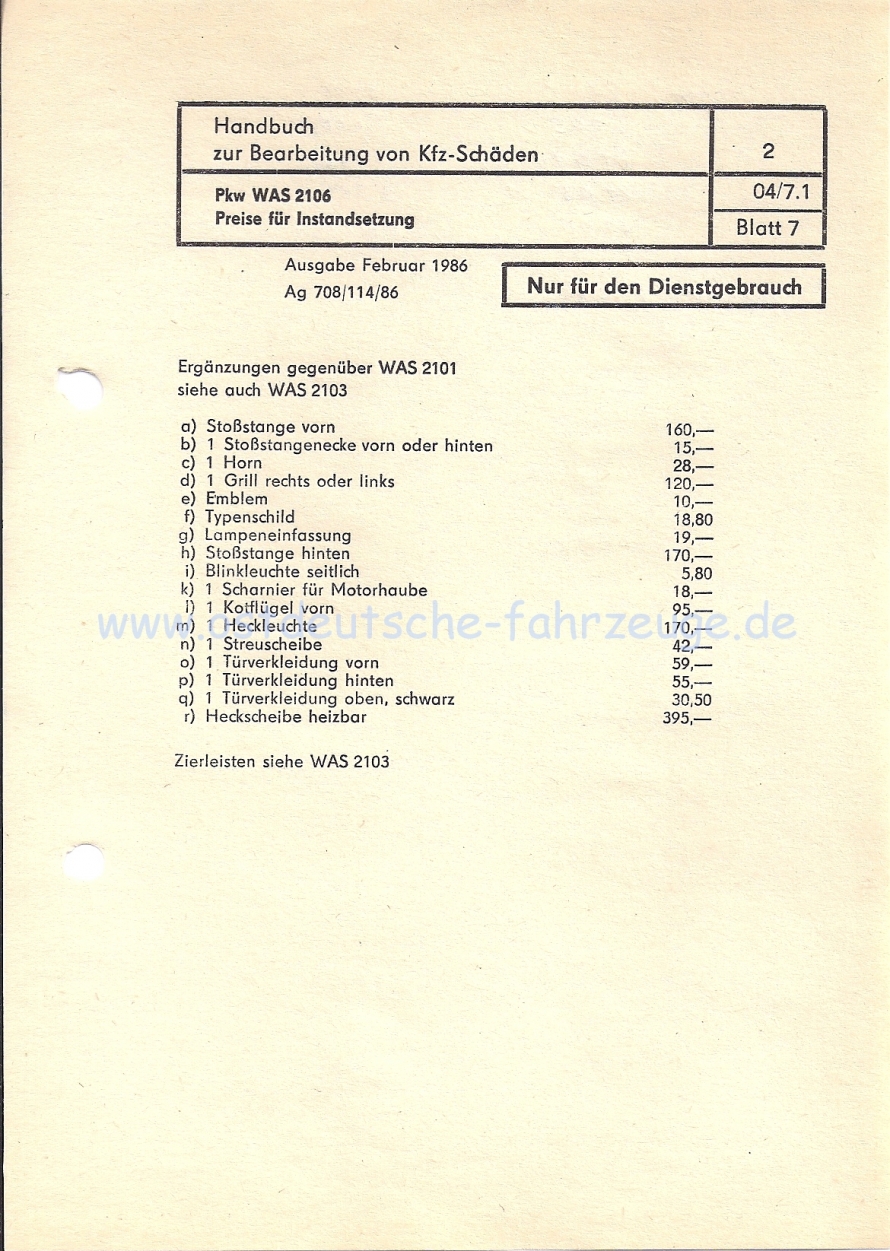 Handbuch
zur Bearbeitung von Kfz-Schäden
2
Pkw WAS 2106
Preise für Instandsetzung
04/7.1
Blatt 7
Ausgabe Februar 1986
Ag 708/114/86
Nur für den Dienstgebrauch
Ergänzungen gegenüber WAS 2101
siehe auch WAS 2103
a) Stoßstange vorn 160,—
b) 1 Stoßstangenecke vorn oder hinten 15,—
c) 1 Horn 28,—
d) 1 Grill rechts oder links 120,—
e) Emblem 10,—
f) Typenschild 18,80
g) Lampeneinfassung 19,—
h) Stoßstange hinten 170,—
i) Blinkleuchte seitlich 5,80
k) 1 Scharnier für Motorhaube 18,—
l) 1 Kotflügel vorn 95,—
www.ostdeutsche-fahrzeuge.de
m) 1 Heckleuchte 170,—
n) 1 Streuscheibe 42,—
o) 1 Türverkleidung vorn 59,—
p) 1 Türverkleidung hinten 55,—
q) 1 Türverkleidung oben, schwarz 30,50
r) Heckscheibe heizbar 395,—
Zierleisten siehe WAS 2103